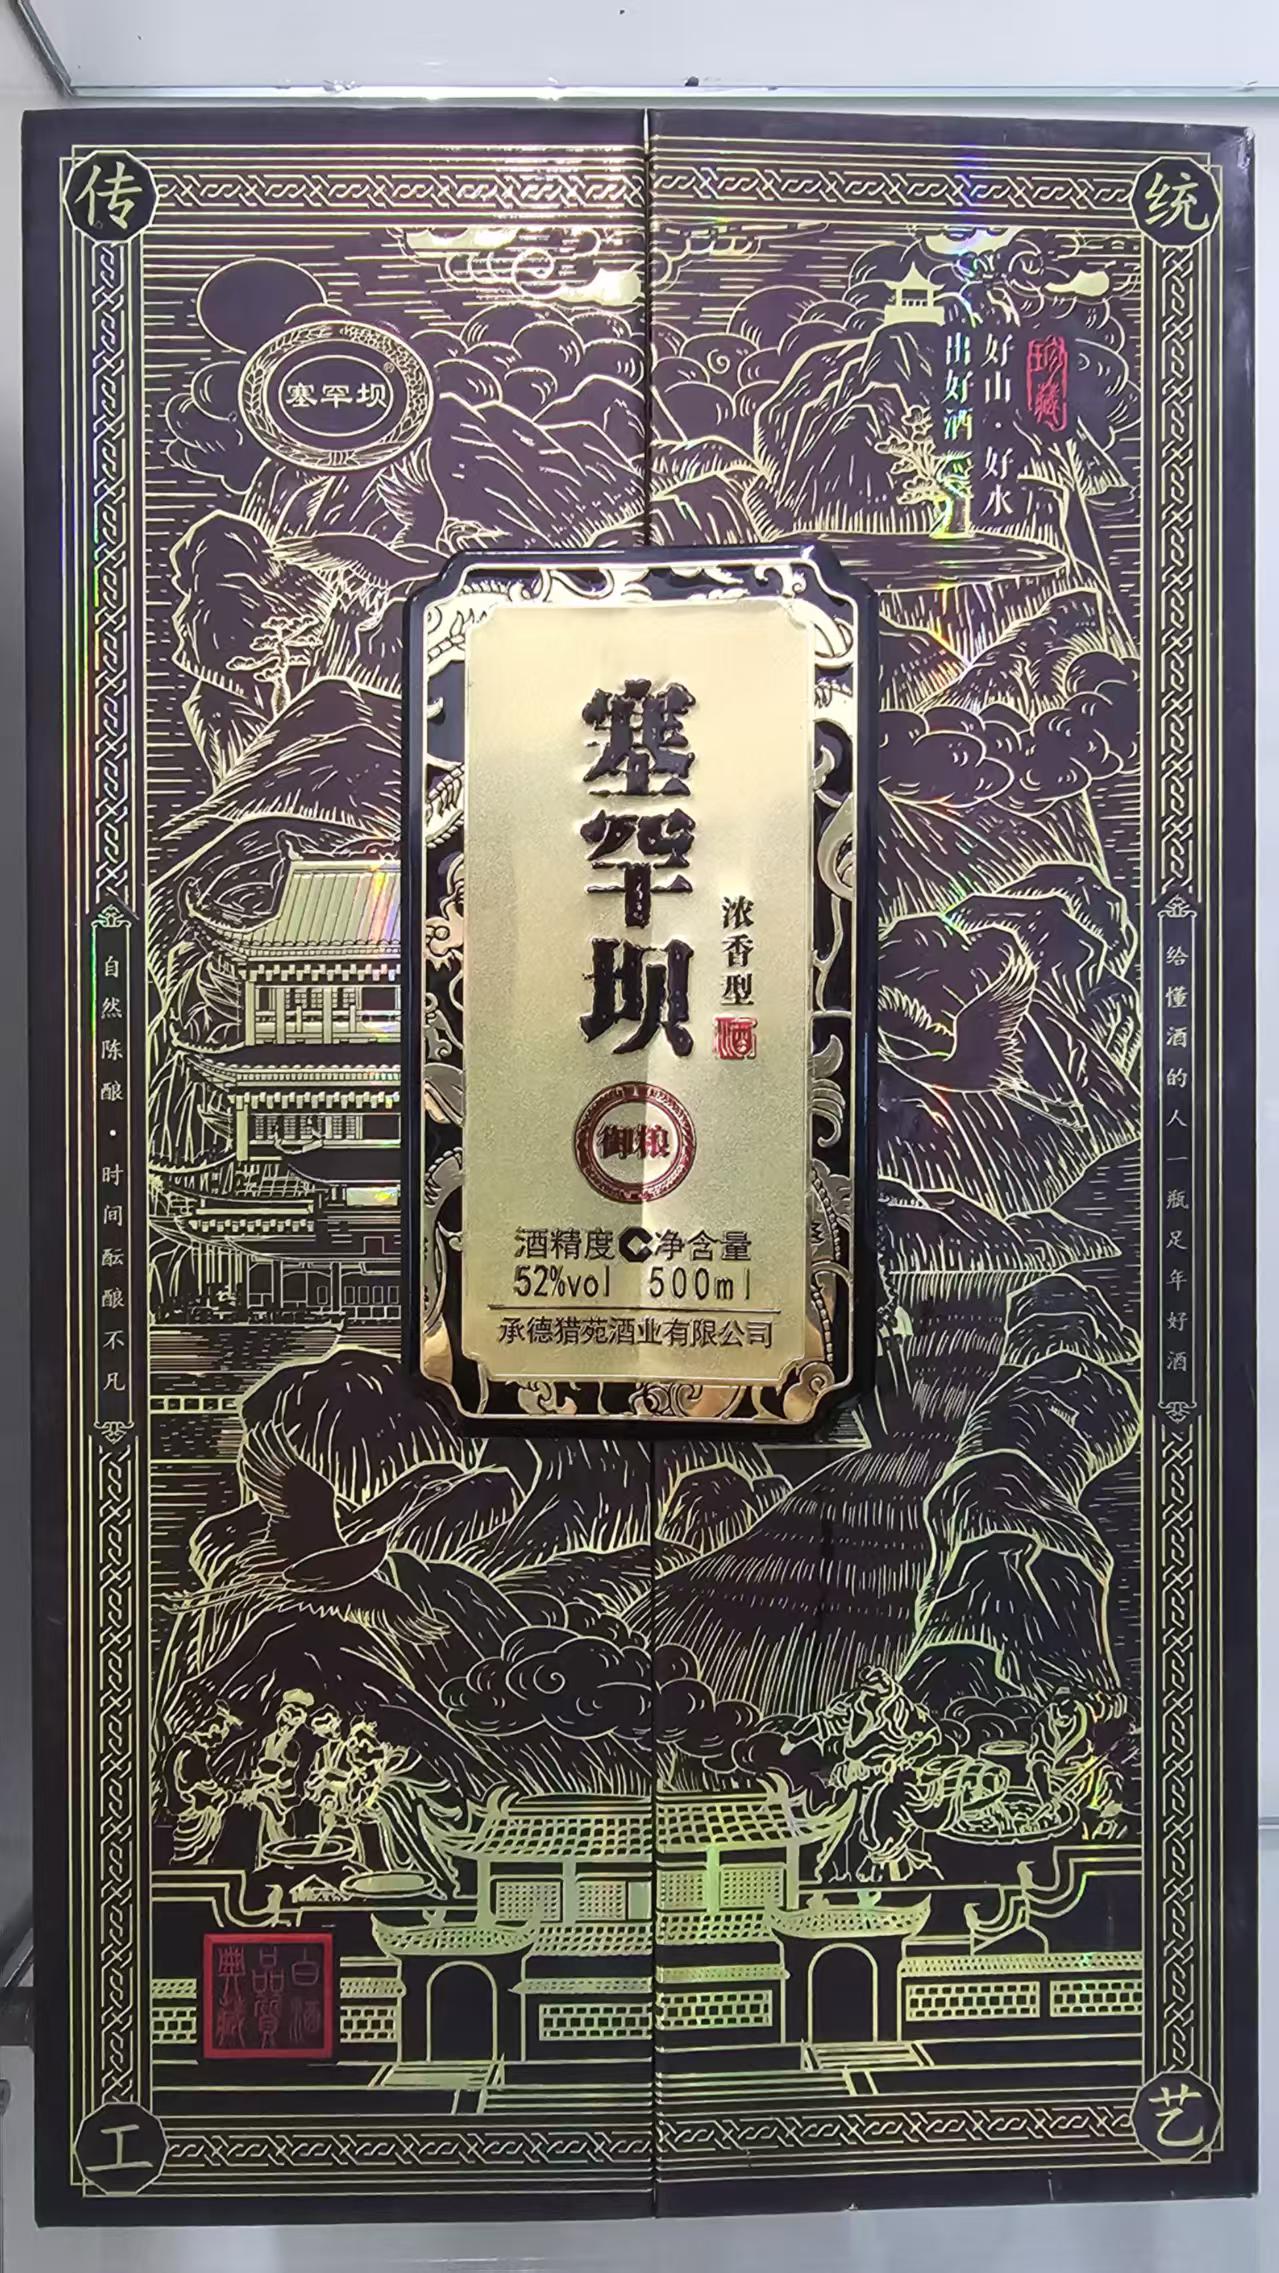 传
统
塞罕坝®
珍藏
好山·好水
出好酒
塞罕坝
浓香型
酒
御粮
酒精度 净含量
52%vol 500ml
承德猎苑酒业有限公司
自然陈酿·时间酝酿不凡
给懂酒的人一瓶足年好酒
白酒
品质
典藏
工
艺